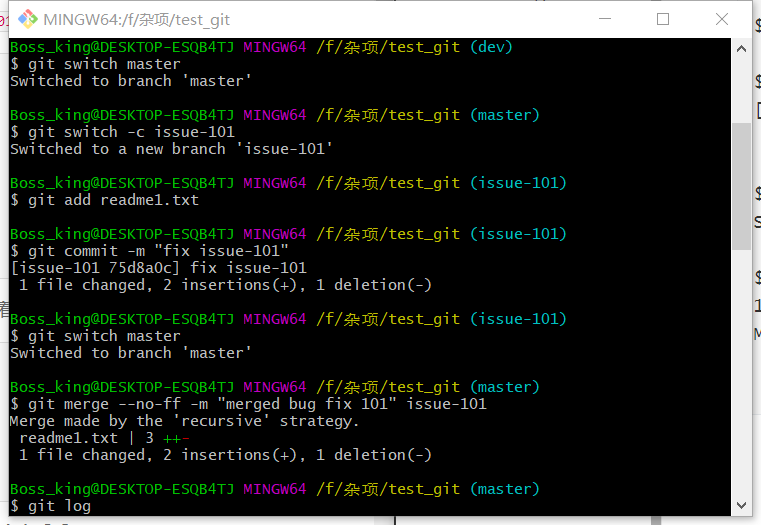 MINGW64:/f/杂项/test_git
Boss_king@DESKTOP-ESQB4TJ MINGW64 /f/杂项/test_git (dev)
$ git switch master
Switched to branch 'master'
Boss_king@DESKTOP-ESQB4TJ MINGW64 /f/杂项/test_git (master)
$ git switch -c issue-101
Switched to a new branch 'issue-101'
Boss_king@DESKTOP-ESQB4TJ MINGW64 /f/杂项/test_git (issue-101)
$ git add readme1.txt
Boss_king@DESKTOP-ESQB4TJ MINGW64 /f/杂项/test_git (issue-101)
$ git commit -m "fix issue-101"
[issue-101 75d8a0c] fix issue-101
 1 file changed, 2 insertions(+), 1 deletion(-)
Boss_king@DESKTOP-ESQB4TJ MINGW64 /f/杂项/test_git (issue-101)
$ git switch master
Switched to branch 'master'
Boss_king@DESKTOP-ESQB4TJ MINGW64 /f/杂项/test_git (master)
$ git merge --no-ff -m "merged bug fix 101" issue-101
Merge made by the 'recursive' strategy.
 readme1.txt | 3 ++-
 1 file changed, 2 insertions(+), 1 deletion(-)
Boss_king@DESKTOP-ESQB4TJ MINGW64 /f/杂项/test_git (master)
$ git log